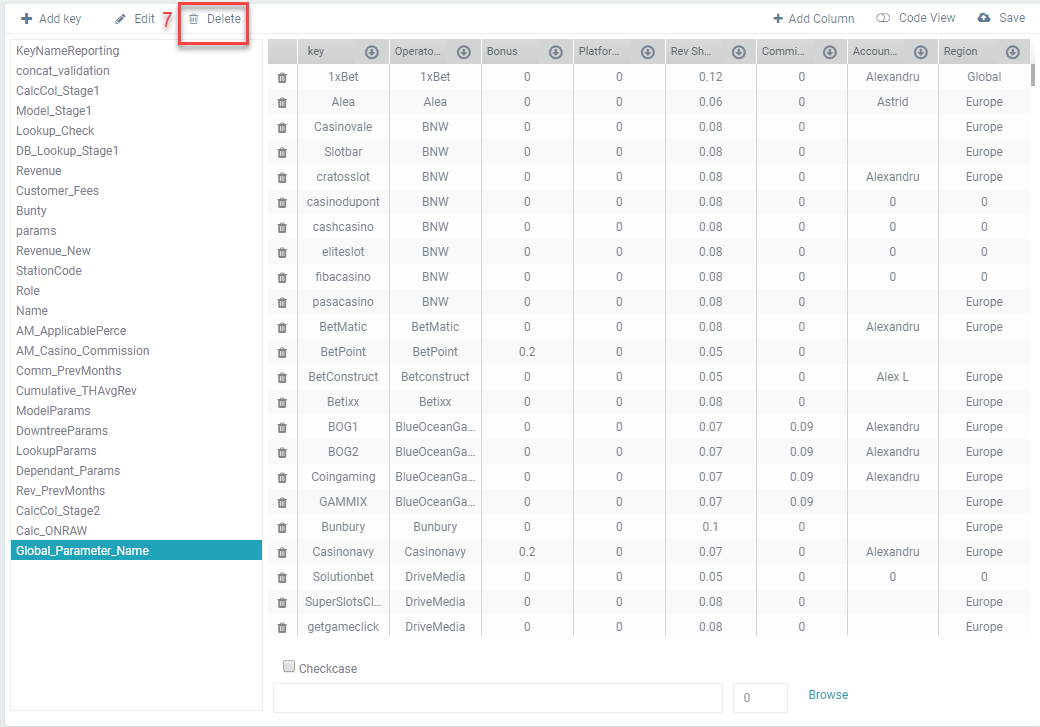 Add key Edit 7 Delete Add Column Code View Save
KeyNameReporting
concat_validation
CalcCol_Stage1
Model_Stage1
Lookup_Check
DB_Lookup_Stage1
Revenue
Customer_Fees
Bunty
params
Revenue_New
StationCode
Role
Name
AM_ApplicablePerce
AM_Casino_Commission
Comm_PrevMonths
Cumulative_THAvgRev
ModelParams
DowntreeParams
LookupParams
Dependant_Params
Rev_PrevMonths
CalcCol_Stage2
Calc_ONRAW
Global_Parameter_Name
key Operato... Bonus Platfor... Rev Sh... Commi... Accoun... Region
1xBet 1xBet 0 0 0.12 0 Alexandru Global
Alea Alea 0 0 0.06 0 Astrid Europe
Casinovale BNW 0 0 0.08 0 Europe
Slotbar BNW 0 0 0.08 0 Europe
cratosslot BNW 0 0 0.08 0 Alexandru Europe
casinodupont BNW 0 0 0.08 0 0 0
cashcasino BNW 0 0 0.08 0 0 0
eliteslot BNW 0 0 0.08 0 0 0
fibacasino BNW 0 0 0.08 0 0 0
pasacasino BNW 0 0 0.08 0 Europe
BetMatic BetMatic 0 0 0.08 0 Alexandru Europe
BetPoint BetPoint 0.2 0 0.05 0
BetConstruct Betconstruct 0 0 0.05 0 Alex L Europe
Betixx Betixx 0 0 0.08 0 Europe
BOG1 BlueOceanGa... 0 0 0.07 0.09 Alexandru Europe
BOG2 BlueOceanGa... 0 0 0.07 0.09 Alexandru Europe
Coingaming BlueOceanGa... 0 0 0.07 0.09 Alexandru Europe
GAMMIX BlueOceanGa... 0 0 0.07 0.09 Europe
Bunbury Bunbury 0 0 0.1 0 Europe
Casinonavy Casinonavy 0.2 0 0.07 0 Alexandru Europe
Solutionbet DriveMedia 0 0 0.05 0 0 0
SuperSlotsCl... DriveMedia 0 0 0.08 0 Europe
getgameclick DriveMedia 0 0 0.08 0 Europe
Checkcase
0 Browse